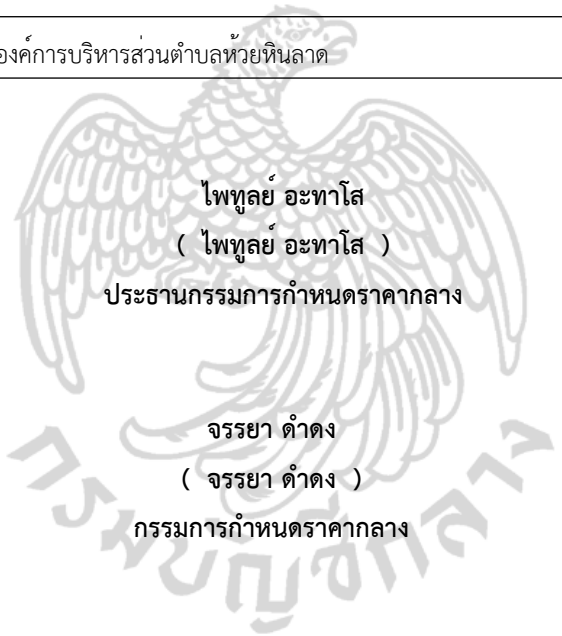 องค์การบริหารส่วนตำบลห้วยหินลาด
ไพทูลย์ อะทาโส
( ไพทูลย์ อะทาโส )
ประธานกรรมการกำหนดราคากลาง
จรรยา ดำดง
( จรรยา ดำดง )
กรรมการกำหนดราคากลาง
กรมบัญชีกลาง